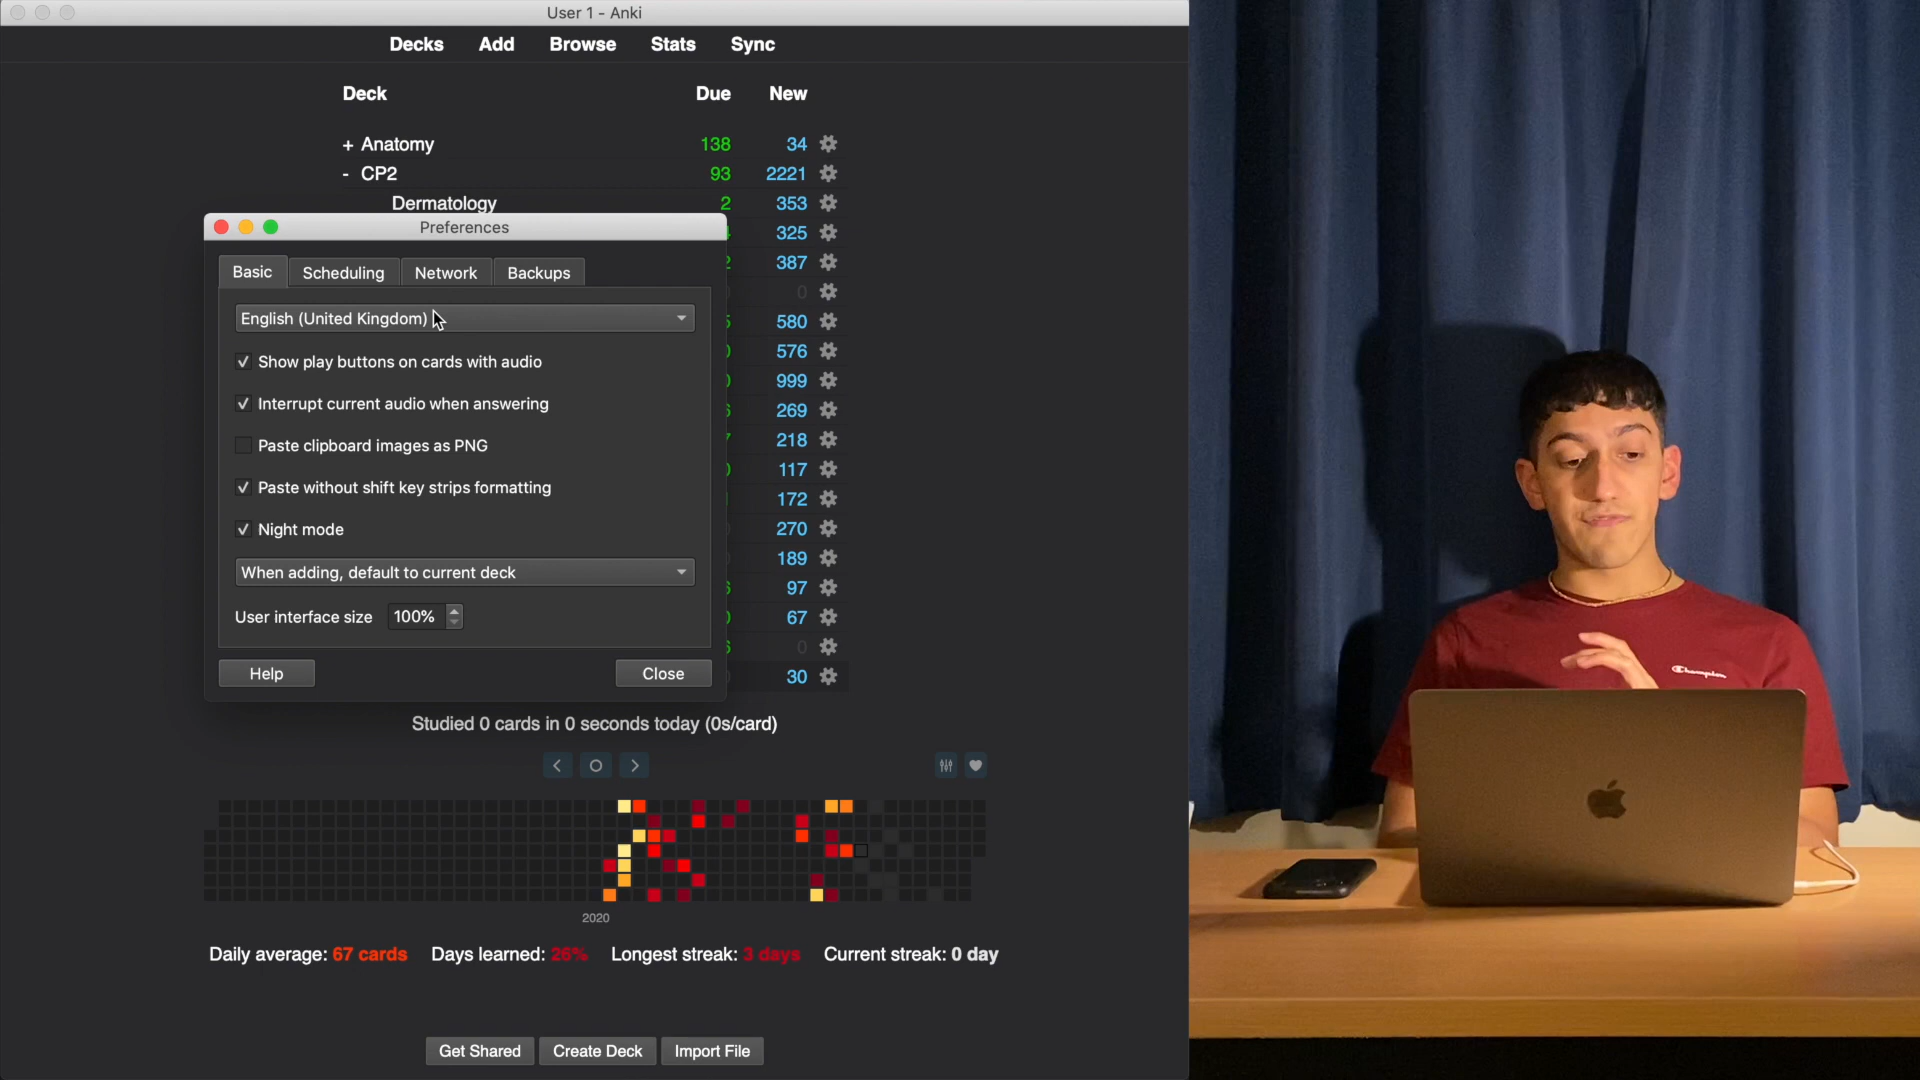 User 1 - Anki
Decks Add Browse Stats Sync
Deck Due New
+ Anatomy 138 34
- CP2 93 2221
Dermatology 2 353
Preferences
325
Basic Scheduling Network Backups
387
0
English (United Kingdom)
580
576
Show play buttons on cards with audio
999
Interrupt current audio when answering
269
Paste clipboard images as PNG
218
117
Paste without shift key strips formatting
172
Night mode
270
189
When adding, default to current deck
97
User interface size 100%
67
0
Help Close
30
Studied 0 cards in 0 seconds today (0s/card)
2020
Daily average: 67 cards Days learned: 26% Longest streak: 3 days Current streak: 0 day
Get Shared Create Deck Import File
Champion